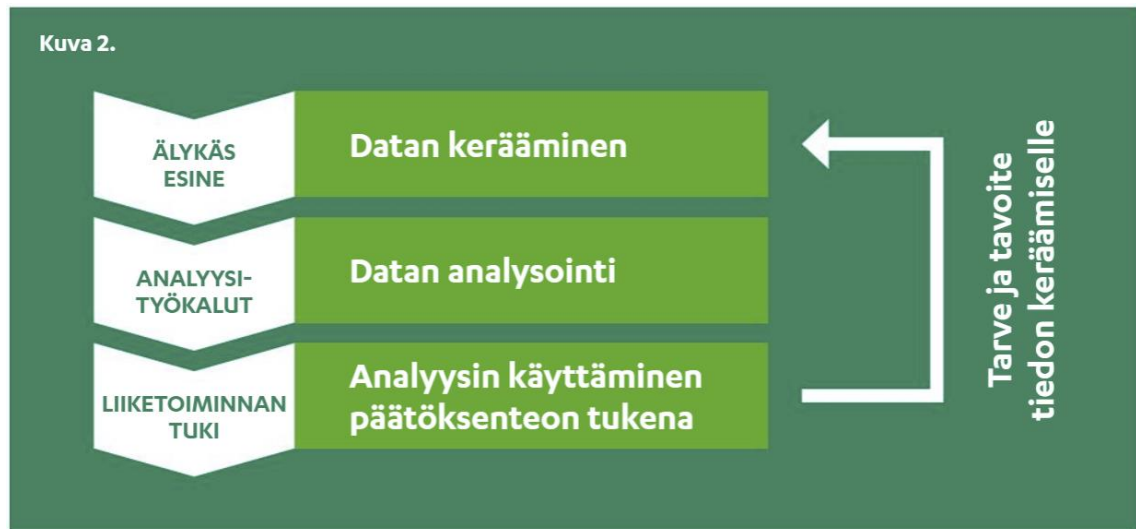 Kuva 2.
ÄLYKÄS
ESINE
Datan kerääminen
ANALYYSI-
TYÖKALUT
Datan analysointi
LIIKETOIMINNAN
TUKI
Analyysin käyttäminen
päätöksenteon tukena
Tarve ja tavoite
tiedon keräämiselle